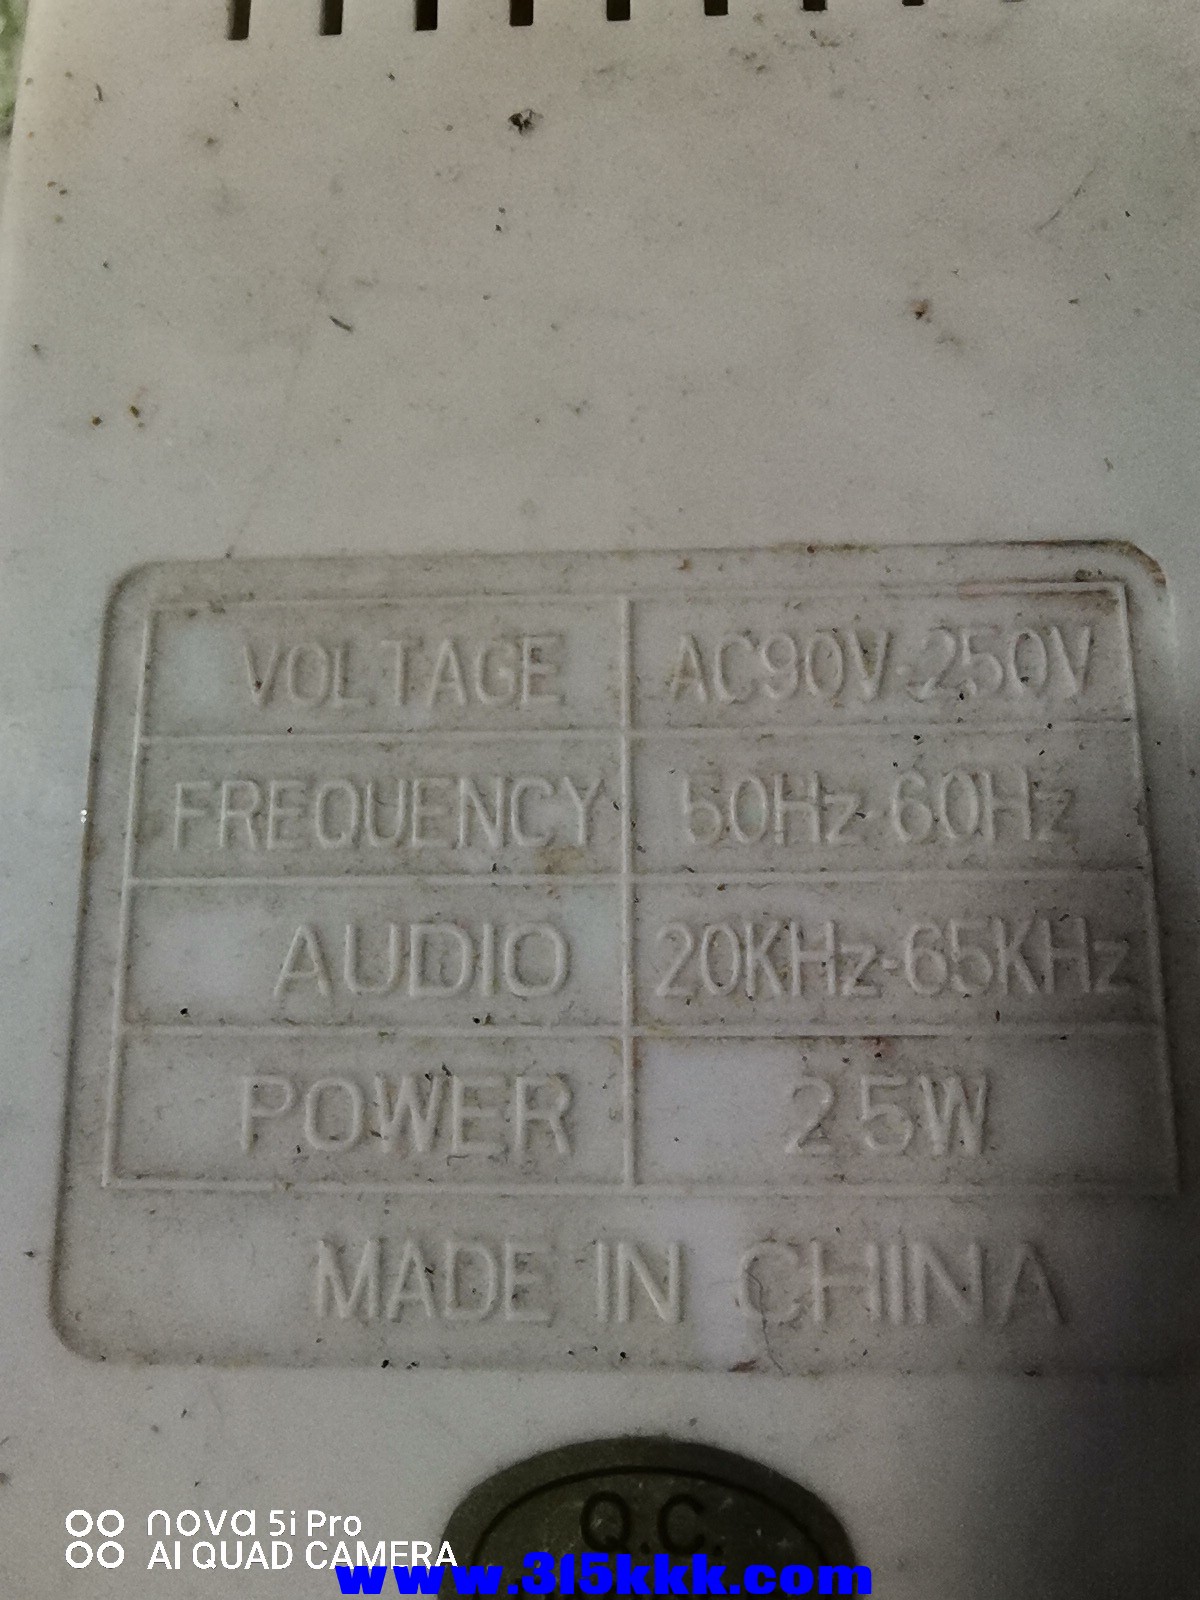 VOLTAGE AC90V-250V
FREQUENCY 50Hz-60Hz
AUDIO 20KHz-65KHz
POWER 25W
MADE IN CHINA
Q.C.
nova 5i Pro
AI QUAD CAMERA
www.315kkk.com